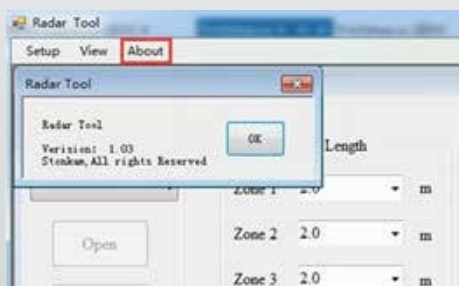 Radar Tool
Setup View About
Radar Tool
Radar Tool
Verision: 1.03
Stonkam,All rights Reserved
OK
Length
Zone 1 2.0 m
Open
Zone 2 2.0 m
Zone 3 2.0 m